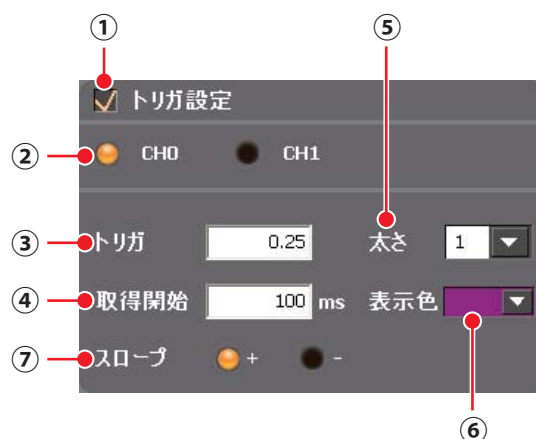 ① ⑤
トリガ設定
② CH0 CH1
③ トリガ 0.25 太さ 1
④ 取得開始 100 ms 表示色
⑦ スロープ + -
⑥